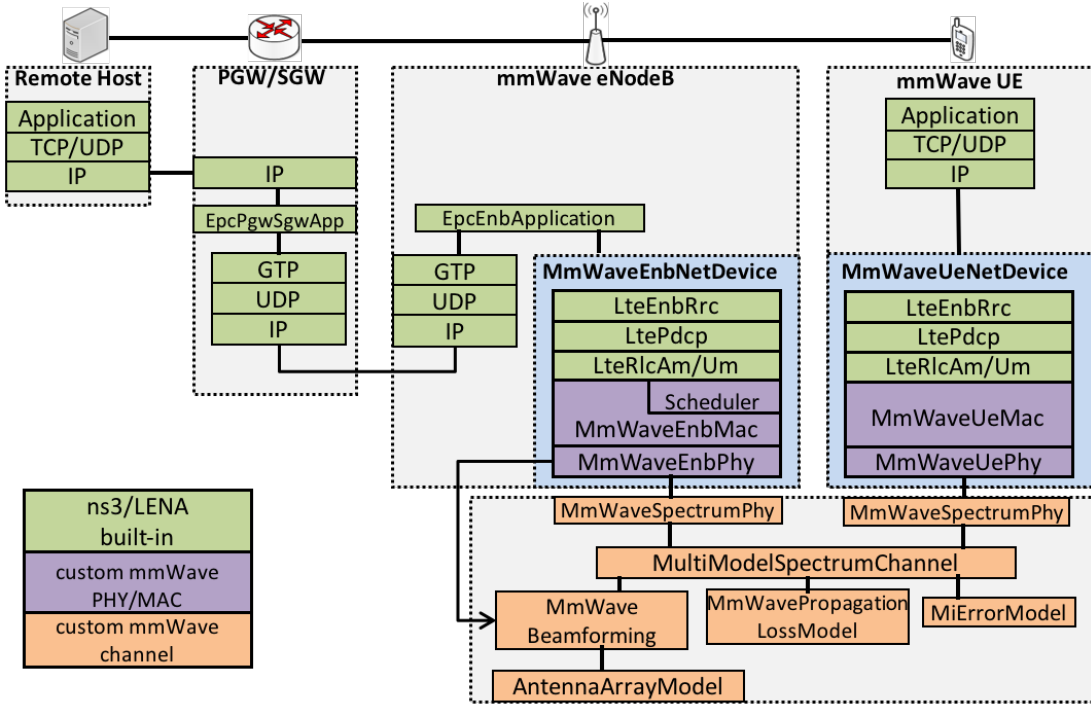 Remote Host
Application
TCP/UDP
IP
PGW/SGW
IP
EpcPgwSgwApp
GTP
UDP
IP
mmWave eNodeB
EpcEnbApplication
GTP
UDP
IP
MmWaveEnbNetDevice
LteEnbRrc
LtePdcp
LteRlcAm/Um
Scheduler
MmWaveEnbMac
MmWaveEnbPhy
mmWave UE
Application
TCP/UDP
IP
MmWaveUeNetDevice
LteEnbRrc
LtePdcp
LteRlcAm/Um
MmWaveUeMac
MmWaveUePhy
MmWaveSpectrumPhy
MmWaveSpectrumPhy
MultiModelSpectrumChannel
MmWave
Beamforming
MmWavePropagation
LossModel
MiErrorModel
AntennaArrayModel
ns3/LENA
built-in
custom mmWave
PHY/MAC
custom mmWave
channel